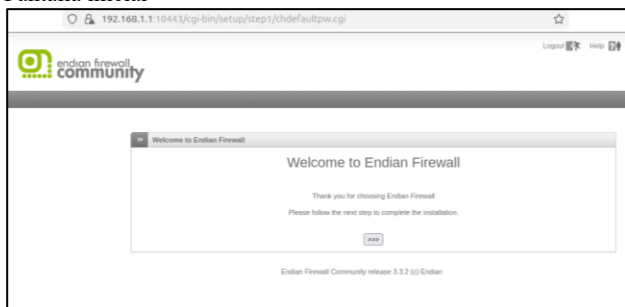 192.168.1.1:10443/cgi-bin/setup/step1/chdefaultpw.cgi
Logout Help
endian firewall
community
>> Welcome to Endian Firewall
Welcome to Endian Firewall
Thank you for choosing Endian Firewall
Please follow the next step to complete the installation.
>>>
Endian Firewall Community release 3.3.2 (c) Endian